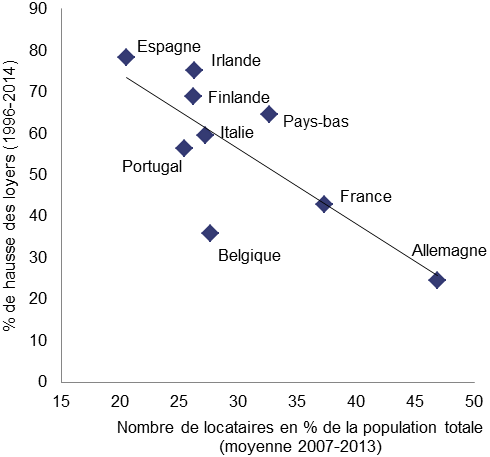 90
80
70
60
50
40
30
20
10
0
% de hausse des loyers (1996-2014)
Espagne
Irlande
Finlande
Pays-bas
Italie
Portugal
France
Belgique
Allemagne
15 20 25 30 35 40 45 50
Nombre de locataires en % de la population totale
(moyenne 2007-2013)